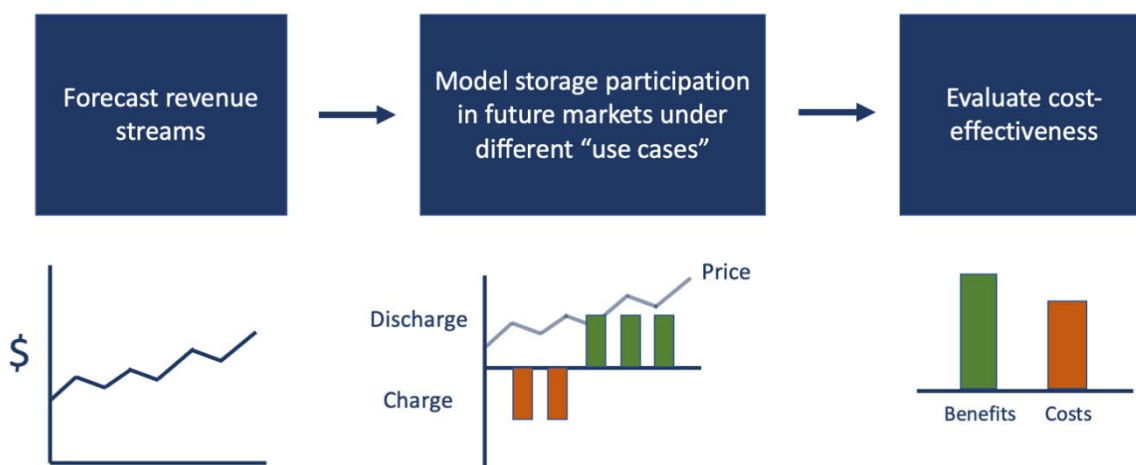 Forecast revenue
streams
Model storage participation
in future markets under
different “use cases”
Evaluate cost-
effectiveness
$
Discharge
Charge
Price
Benefits
Costs